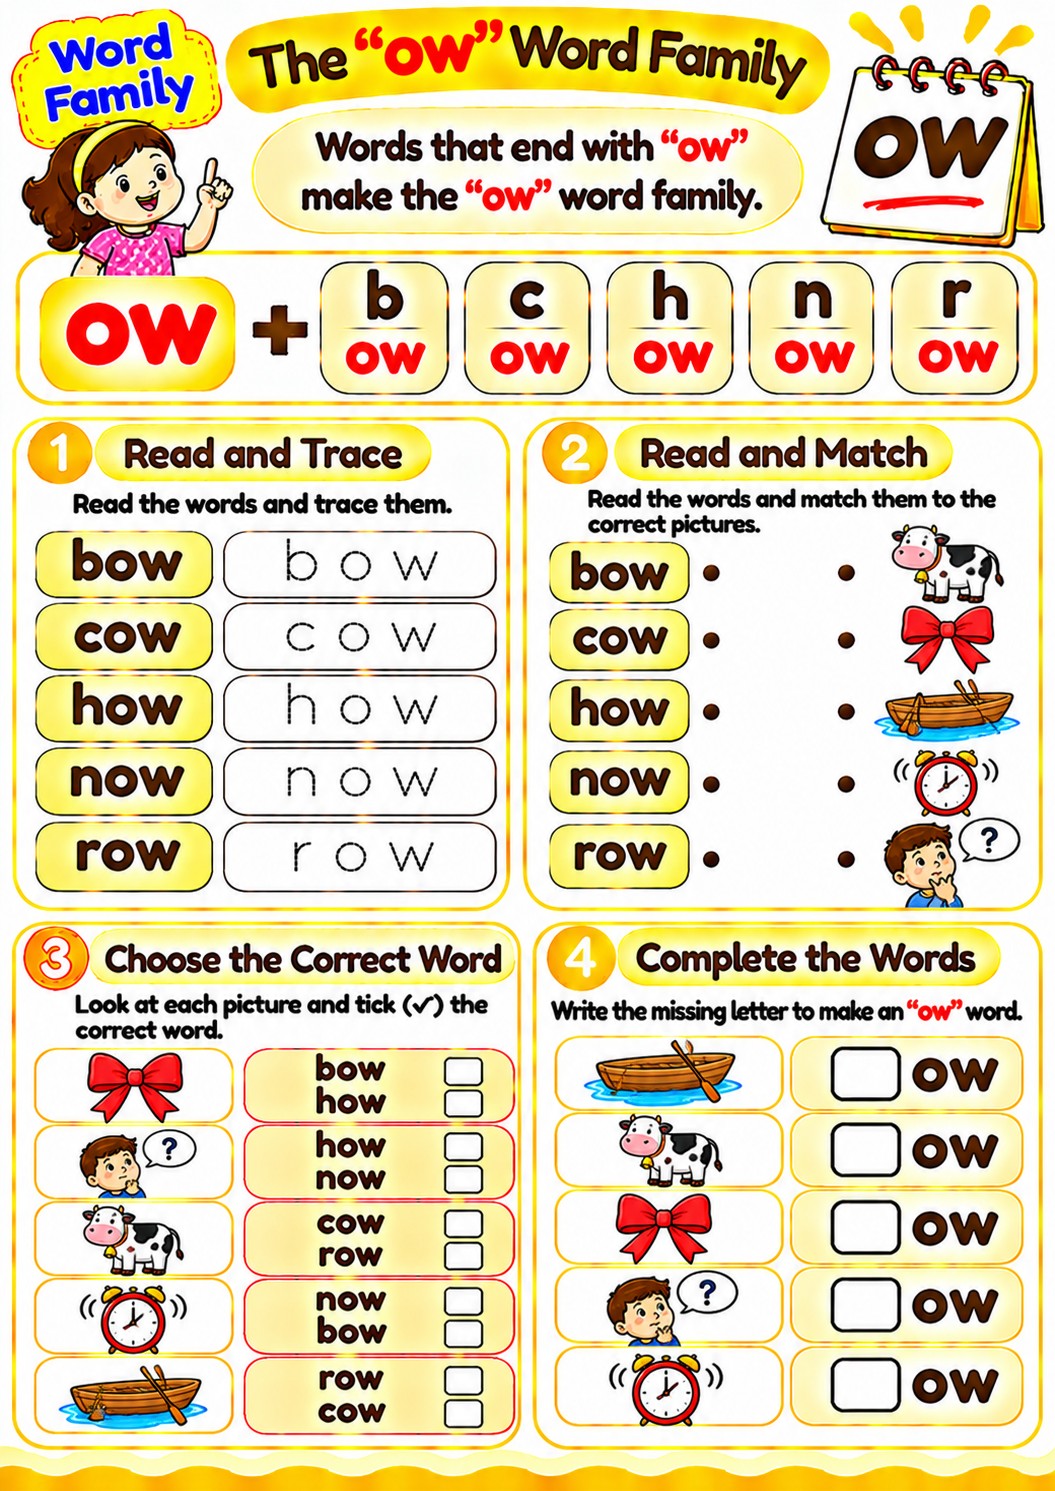 Word
Family
The “ow” Word Family
Words that end with “ow”
make the “ow” word family.
ow
ow + b c h n r
ow ow ow ow ow
1 Read and Trace
Read the words and trace them.
bow b o w
cow c o w
how h o w
now n o w
row r o w
2 Read and Match
Read the words and match them to the
correct pictures.
bow
cow
how
now
row
?
3 Choose the Correct Word
Look at each picture and tick (✓) the
correct word.
bow
how
?
how
now
cow
row
now
bow
row
cow
4 Complete the Words
Write the missing letter to make an “ow” word.
ow
ow
ow
?
ow
ow